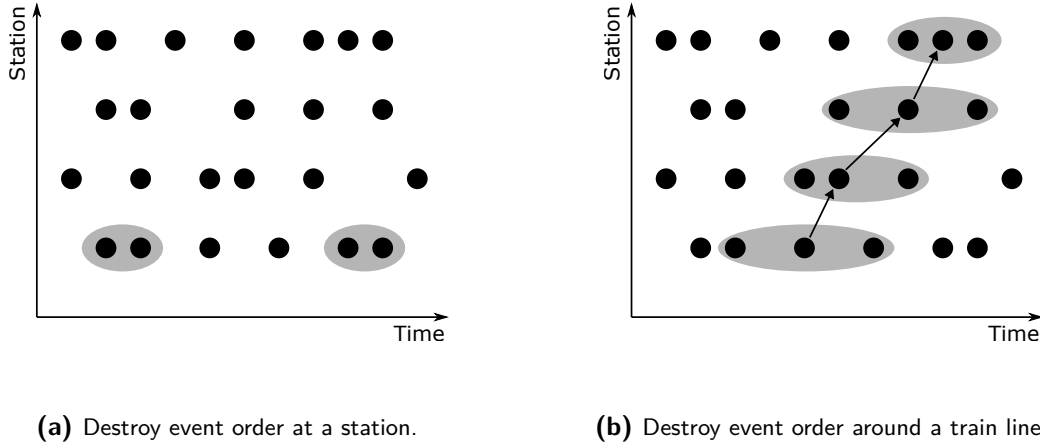 Station
Time
(a) Destroy event order at a station.
Station
Time
(b) Destroy event order around a train line